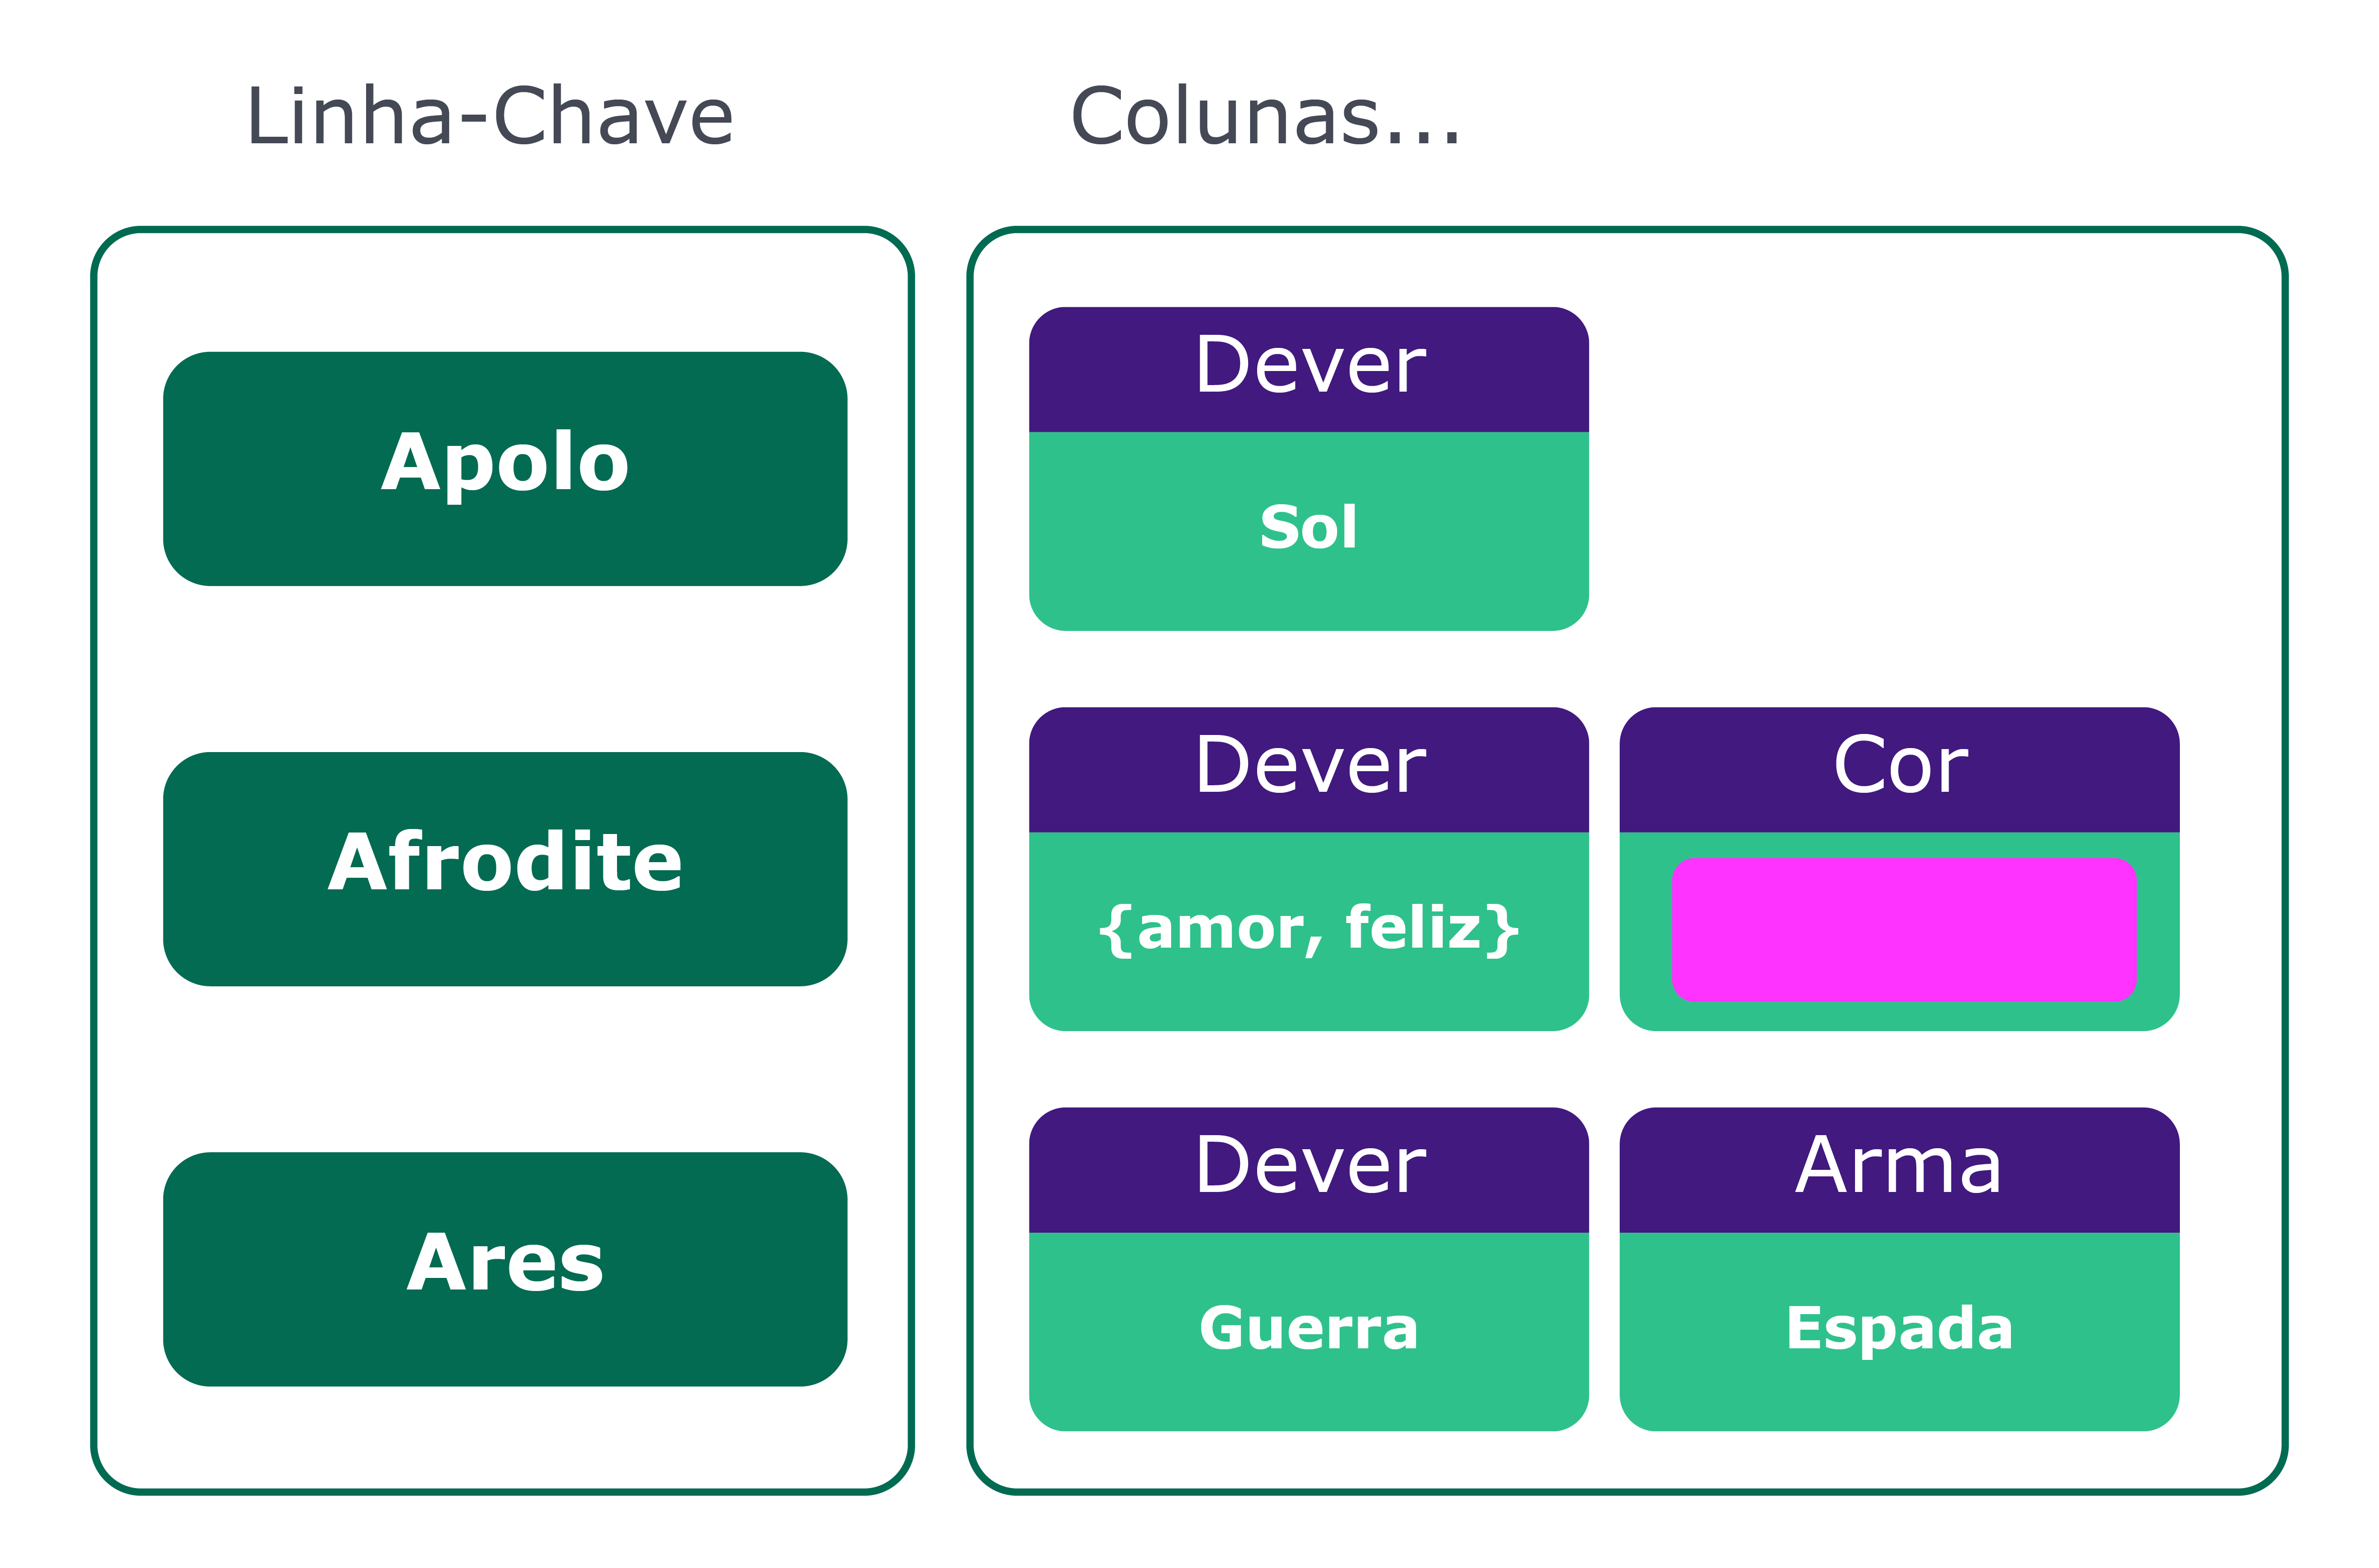 Linha-Chave
Colunas...
Apolo
Dever
Sol
Afrodite
Dever
{amor, feliz}
Cor
Ares
Dever
Guerra
Arma
Espada